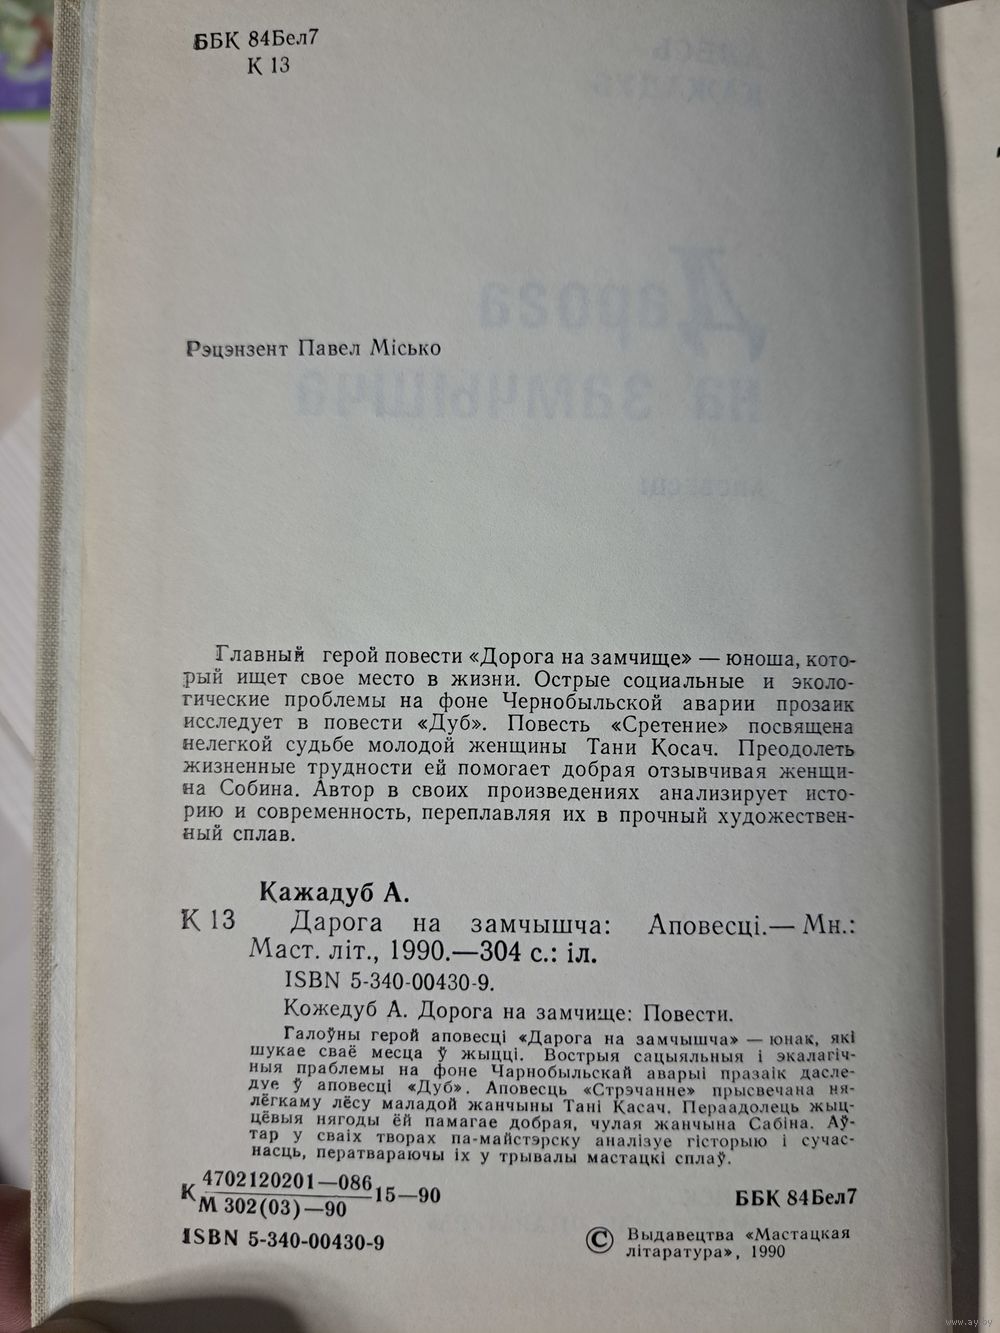 ББК 84Бел7
К 13
Рэцэнзент Павел Місько
Главный герой повести «Дорога на замчище» — юноша, кото-
рый ищет свое место в жизни. Острые социальные и эколо-
гические проблемы на фоне Чернобыльской аварии прозаик
исследует в повести «Дуб». Повесть «Сретение» посвящена
нелегкой судьбе молодой женщины Тани Косач. Преодолеть
жизненные трудности ей помогает добрая отзывчивая женщи-
на Собина. Автор в своих произведениях анализирует исто-
рию и современность, переплавляя их в прочный художествен-
ный сплав.
Кажадуб А.
К 13 Дарога на замчышча: Аповесці.— Мн.:
Маст. літ., 1990.—304 с.: іл.
ISBN 5-340-00430-9.
Кожедуб А. Дорога на замчище: Повести.
Галоўны герой аповесці «Дарога на замчышча» — юнак, які
шукае сваё месца ў жыцці. Вострыя сацыяльныя і экалагіч-
ныя праблемы на фоне Чарнобыльскай аварыі празаік дасле-
дуе ў аповесці «Дуб». Аповесць «Стрэчанне» прысвечана ня-
лёгкаму лёсу маладой жанчыны Тані Касач. Пераадолець жыц-
цёвыя нягоды ёй памагае добрая, чулая жанчына Сабіна. Аў-
тар у сваіх творах па-майстэрску аналізуе гісторыю і сучас-
насць, ператвараючы іх у трывалы мастацкі сплаў.
К 4702120201—086 15—90
М 302(03)—90
ББК 84Бел7
ISBN 5-340-00430-9
© Выдавецтва «Мастацкая
літаратура», 1990
www.ay.by